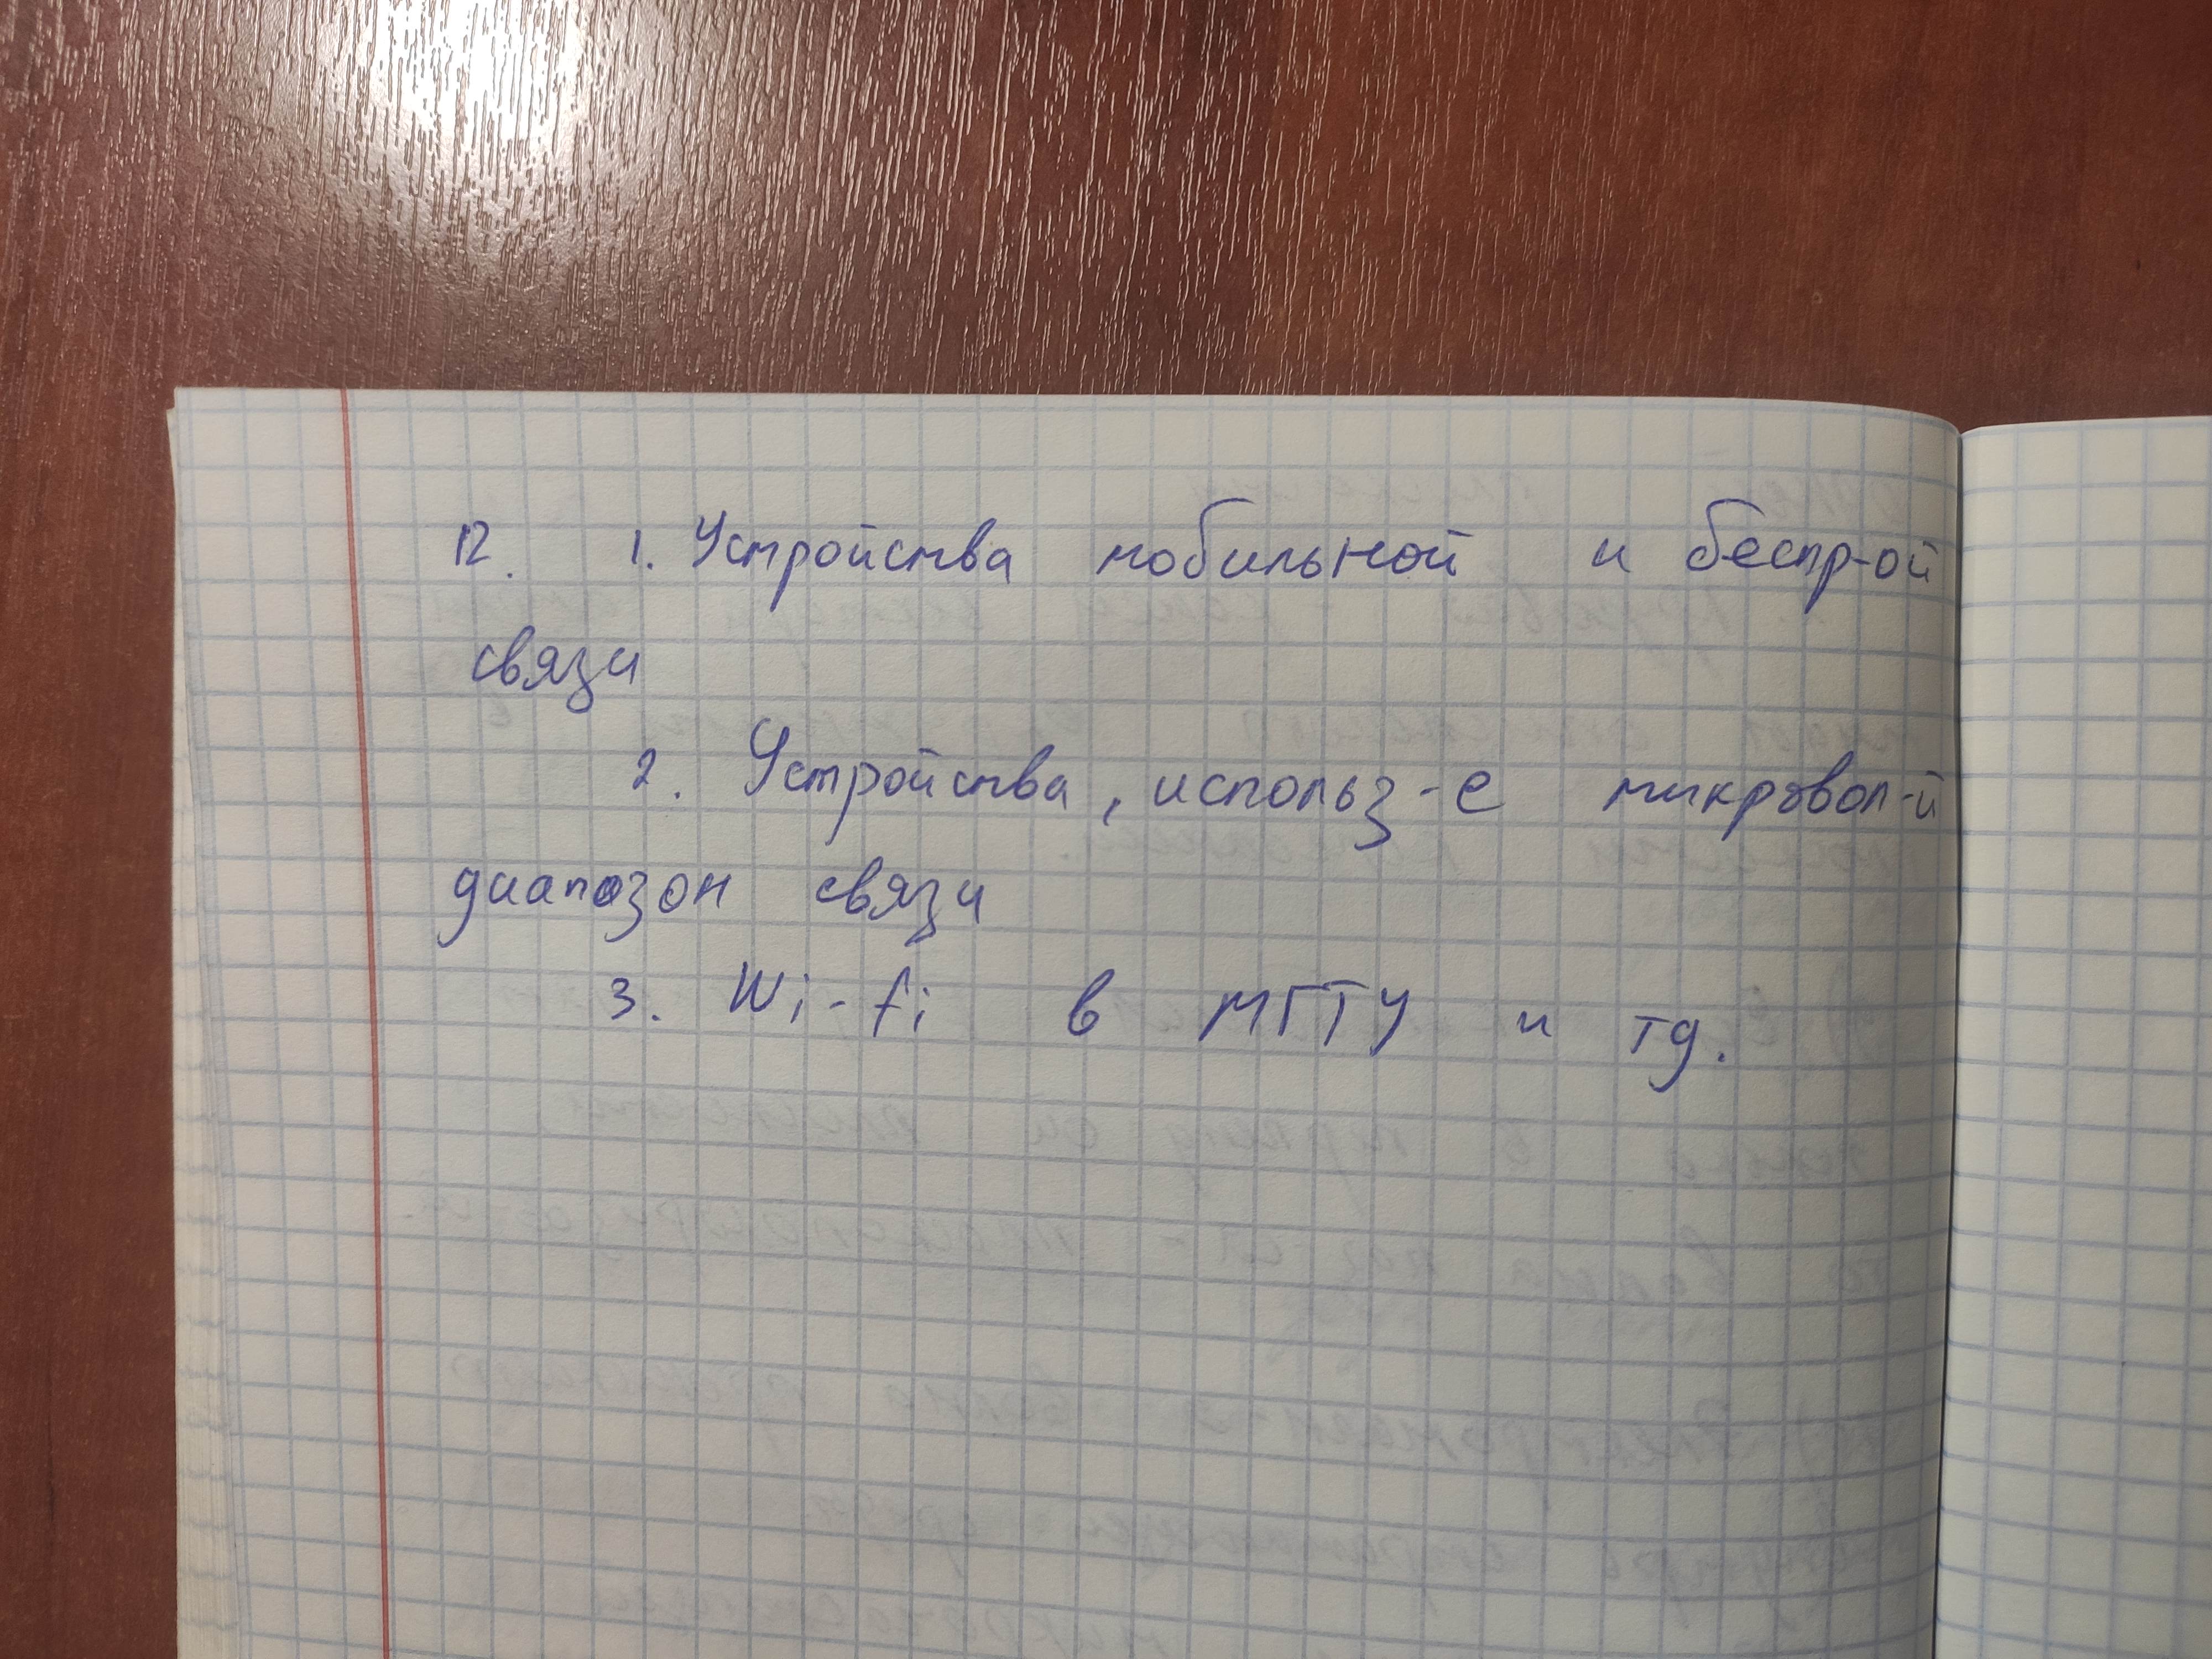 12. 1. Устройства мобильной и беспр-ой
связи
2. Устройства, использ-е микровол-й
диапозон связи
3. Wi-fi в МГТУ и тд.